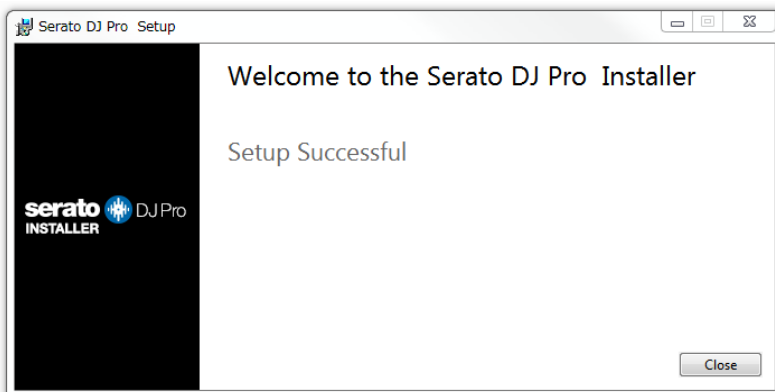 Serato DJ Pro Setup
Welcome to the Serato DJ Pro Installer
Setup Successful
serato DJ Pro
INSTALLER
Close